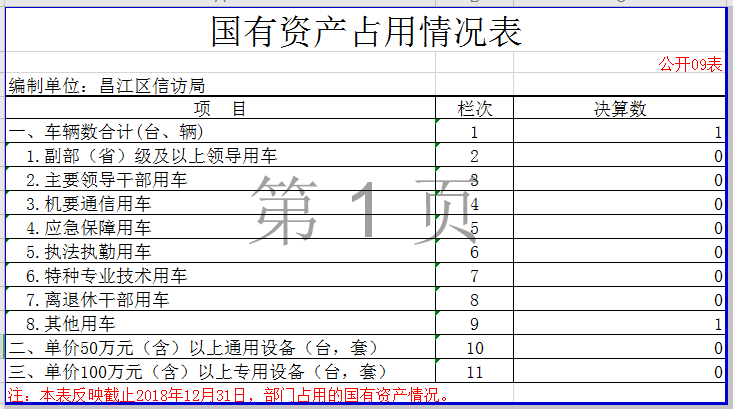 国有资产占用情况表
公开09表
编制单位：昌江区信访局
项 目 栏次 决算数
一、车辆数合计(台、辆) 1 1
1.副部（省）级及以上领导用车 2 0
2.主要领导干部用车 3 0
3.机要通信用车 4 0
4.应急保障用车 5 0
5.执法执勤用车 6 0
6.特种专业技术用车 7 0
7.离退休干部用车 8 0
8.其他用车 9 1
二、单价50万元（含）以上通用设备（台，套） 10 0
三、单价100万元（含）以上专用设备（台，套） 11 0
注：本表反映截止2018年12月31日，部门占用的国有资产情况。
第 1 页